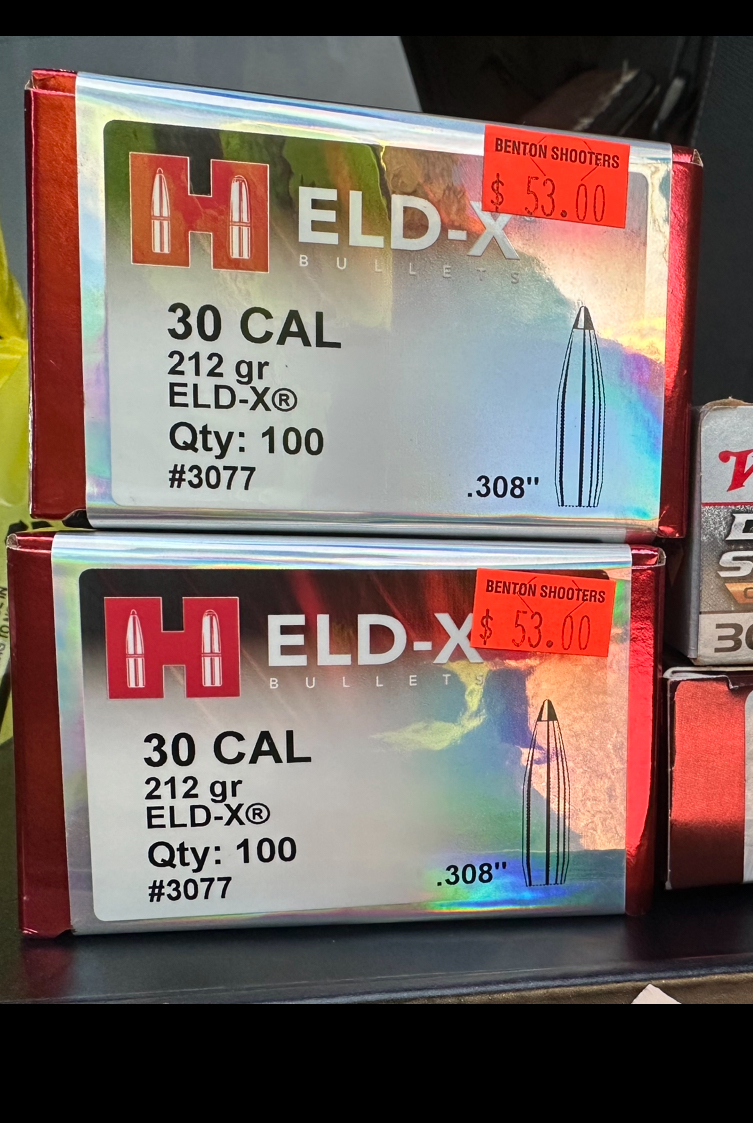 BENTON SHOOTERS
$ 53.00
H
ELD-X
BULLETS
30 CAL
212 gr
ELD-X®
Qty: 100
#3077
.308"
BENTON SHOOTERS
$ 53.00
H
ELD-X
BULLETS
30 CAL
212 gr
ELD-X®
Qty: 100
#3077
.308"